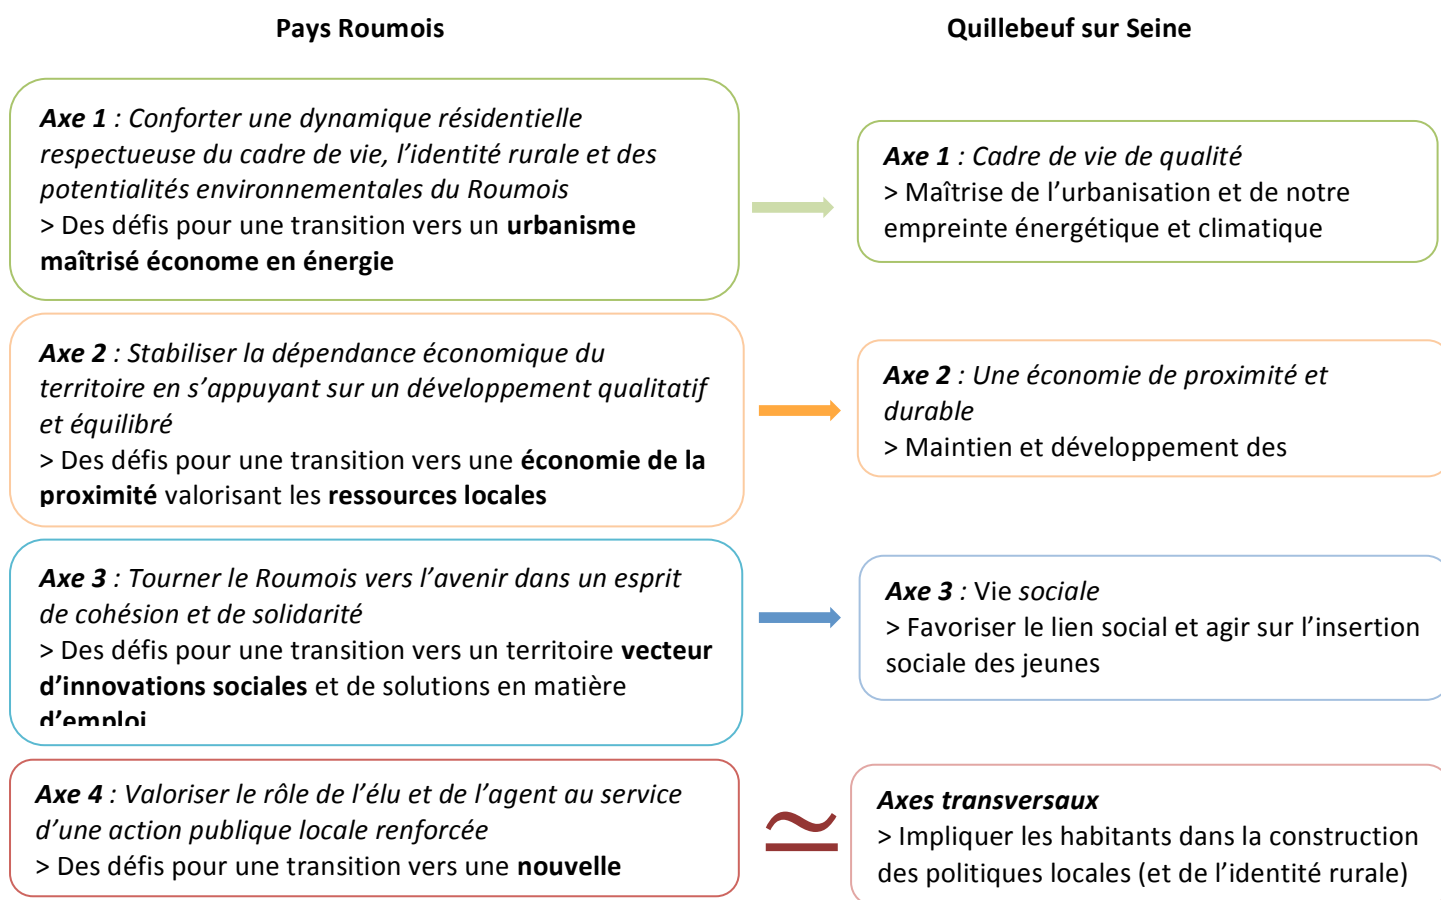 Pays Roumois
Quillebeuf sur Seine
Axe 1 : Conforter une dynamique résidentielle
respectueuse du cadre de vie, l’identité rurale et des
potentialités environnementales du Roumois
> Des défis pour une transition vers un urbanisme
maîtrisé économe en énergie
Axe 1 : Cadre de vie de qualité
> Maîtrise de l’urbanisation et de notre
empreinte énergétique et climatique
Axe 2 : Stabiliser la dépendance économique du
territoire en s’appuyant sur un développement qualitatif
et équilibré
> Des défis pour une transition vers une économie de la
proximité valorisant les ressources locales
Axe 2 : Une économie de proximité et
durable
> Maintien et développement des
Axe 3 : Tourner le Roumois vers l’avenir dans un esprit
de cohésion et de solidarité
> Des défis pour une transition vers un territoire vecteur
d’innovations sociales et de solutions en matière
d’emploi
Axe 3 : Vie sociale
> Favoriser le lien social et agir sur l’insertion
sociale des jeunes
Axe 4 : Valoriser le rôle de l’élu et de l’agent au service
d’une action publique locale renforcée
> Des défis pour une transition vers une nouvelle
Axes transversaux
> Impliquer les habitants dans la construction
des politiques locales (et de l’identité rurale)